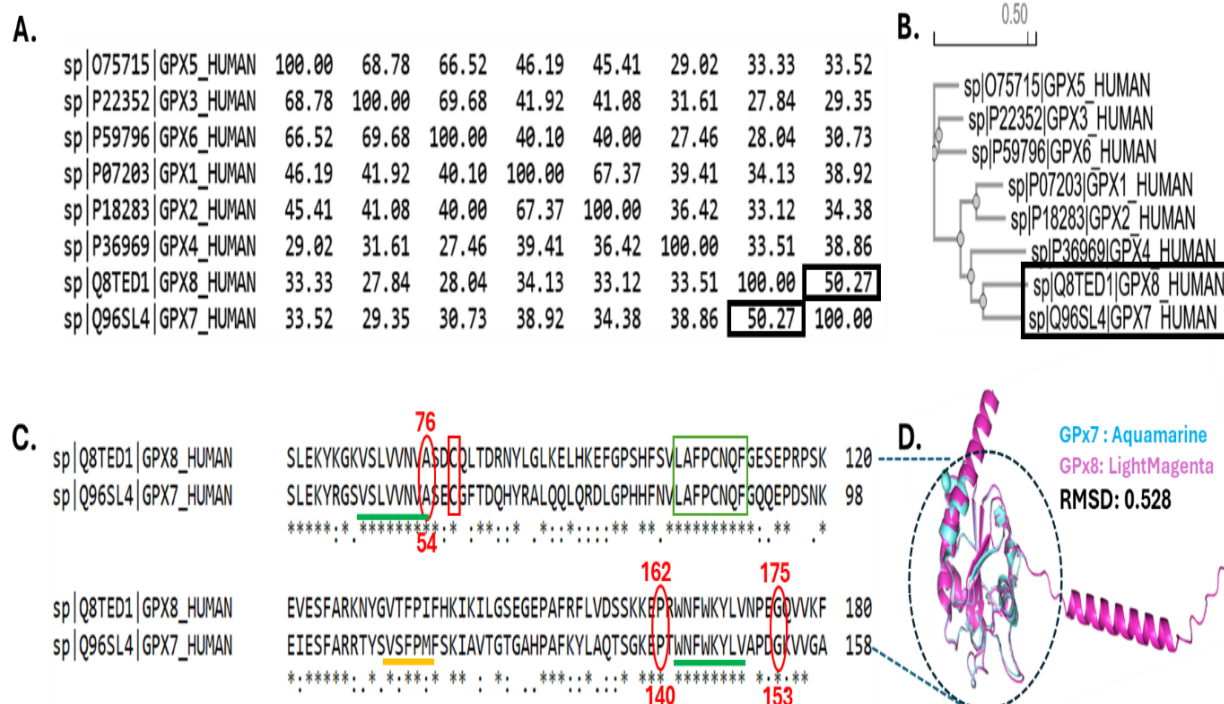 A.
sp|O75715|GPX5_HUMAN 100.00 68.78 66.52 46.19 45.41 29.02 33.33 33.52
sp|P22352|GPX3_HUMAN 68.78 100.00 69.68 41.92 41.08 31.61 27.84 29.35
sp|P59796|GPX6_HUMAN 66.52 69.68 100.00 40.10 40.00 27.46 28.04 30.73
sp|P07203|GPX1_HUMAN 46.19 41.92 40.10 100.00 67.37 39.41 34.13 38.92
sp|P18283|GPX2_HUMAN 45.41 41.08 40.00 67.37 100.00 36.42 33.12 34.38
sp|P36969|GPX4_HUMAN 29.02 31.61 27.46 39.41 36.42 100.00 33.51 38.86
sp|Q8TED1|GPX8_HUMAN 33.33 27.84 28.04 34.13 33.12 33.51 100.00 50.27
sp|Q96SL4|GPX7_HUMAN 33.52 29.35 30.73 38.92 34.38 38.86 50.27 100.00
B.
0.50
sp|O75715|GPX5_HUMAN
sp|P22352|GPX3_HUMAN
sp|P59796|GPX6_HUMAN
sp|P07203|GPX1_HUMAN
sp|P18283|GPX2_HUMAN
sp|P36969|GPX4_HUMAN
sp|Q8TED1|GPX8_HUMAN
sp|Q96SL4|GPX7_HUMAN
C.
76
sp|Q8TED1|GPX8_HUMAN SLEKYKGKVSLVVNVASDCQLTDRNYLGLKELHKEFGPSHFSVLAFPCNQFGESEPRPSK 120
sp|Q96SL4|GPX7_HUMAN SLEKYRGSVSLVVNVASECGFTDQHYRALQQLQRDLGPHHFNVLAFPCNQFGQQEPDSNK 98
54
162 175
sp|Q8TED1|GPX8_HUMAN EVESFARKNYGVTFPIFHKIKILGSEGEPAFRFLVDSSKKEPRWNFWKYLVNPEGQVVKF 180
sp|Q96SL4|GPX7_HUMAN EIESFARRTYSVSFPMFSKIAVTGTGAHPAFKYLAQTSGKEPTWNFWKYLVAPDGKVVGA 158
140 153
D.
GPx7 : Aquamarine
GPx8: LightMagenta
RMSD: 0.528